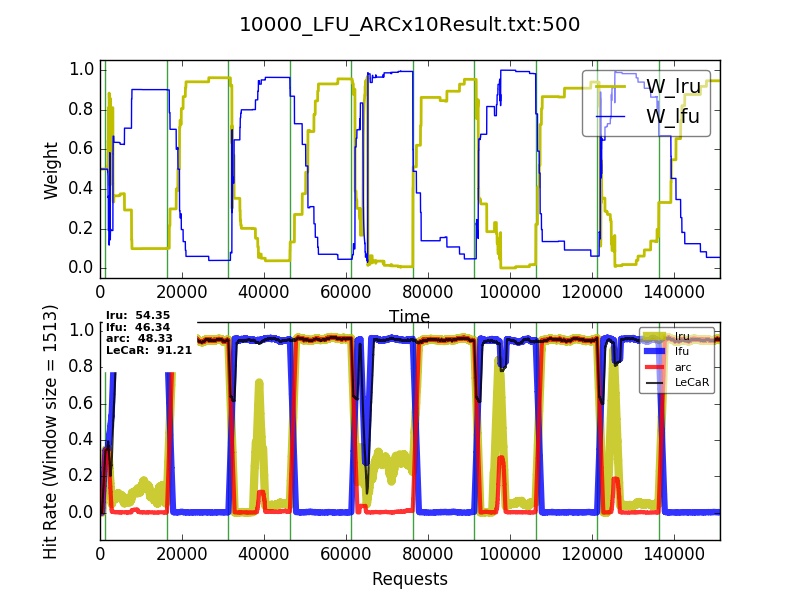 10000_LFU_ARCx10Result.txt:500
1.0
0.8
0.6
0.4
0.2
0.0
Weight
W_lru
W_lfu
0 20000 40000 60000 80000 100000 120000 140000
Time
lru: 54.35
lfu: 46.34
arc: 48.33
LeCaR: 91.21
1.0
0.8
0.6
0.4
0.2
0.0
Hit Rate (Window size = 1513)
lru
lfu
arc
LeCaR
0 20000 40000 60000 80000 100000 120000 140000
Requests